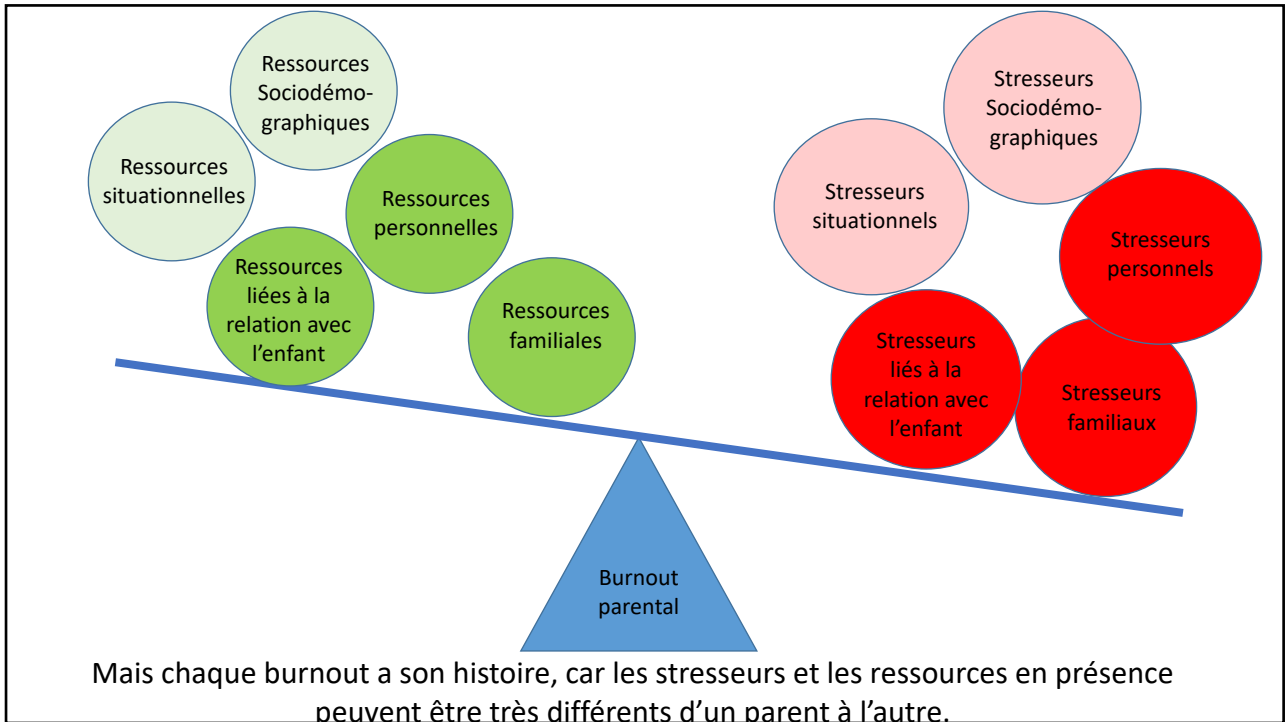 Ressources
Sociodémo-
graphiques
Ressources
situationnelles
Ressources
personnelles
Ressources
liées à la
relation avec
l’enfant
Ressources
familiales
Stresseurs
Sociodémo-
graphiques
Stresseurs
situationnels
Stresseurs
personnels
Stresseurs
liés à la
relation avec
l’enfant
Stresseurs
familiaux
Burnout
parental
Mais chaque burnout a son histoire, car les stresseurs et les ressources en présence
peuvent être très différents d’un parent à l’autre.